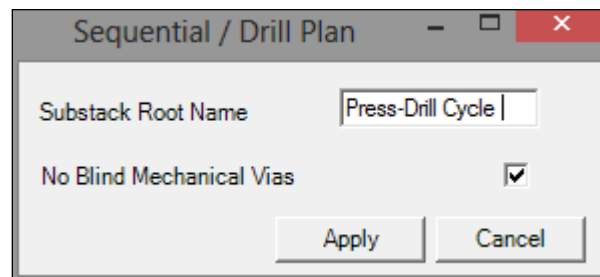 Sequential / Drill Plan
Substack Root Name Press-Drill Cycle
No Blind Mechanical Vias
Apply Cancel